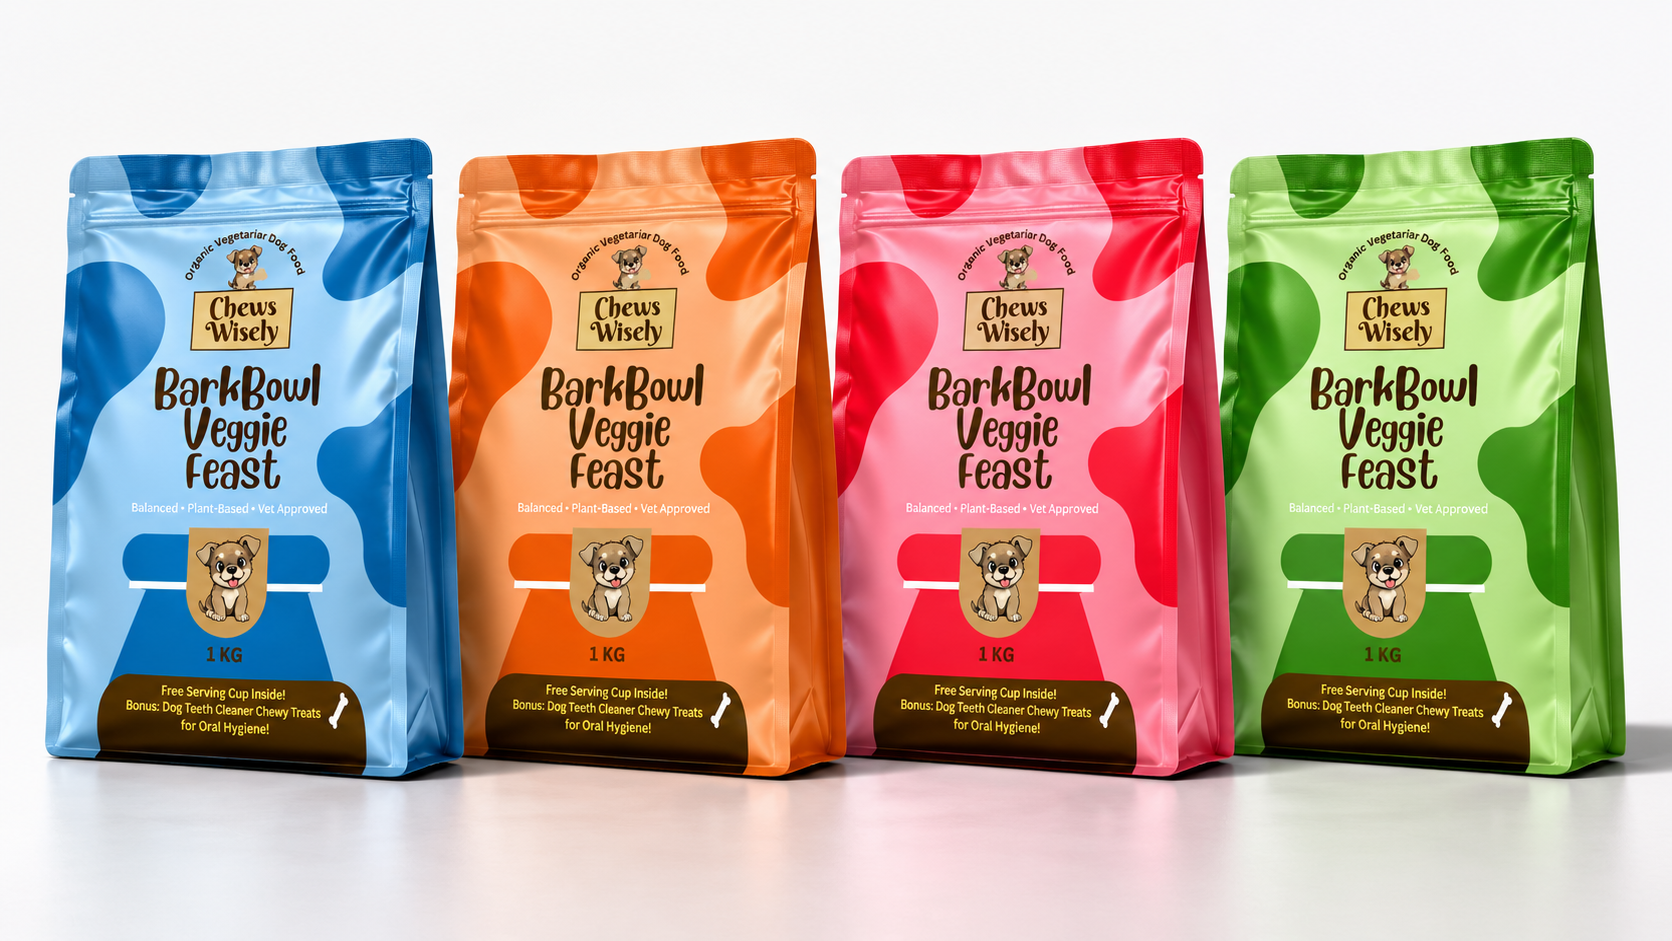 Organic Vegetariar Dog Food
Chews
Wisely
BarkBowl
Veggie
Feast
Balanced • Plant-Based • Vet Approved
1 KG
Free Serving Cup Inside!
Bonus: Dog Teeth Cleaner Chewy Treats
for Oral Hygiene!
Organic Vegetariar Dog Food
Chews
Wisely
BarkBowl
Veggie
Feast
Balanced • Plant-Based • Vet Approved
1 KG
Free Serving Cup Inside!
Bonus: Dog Teeth Cleaner Chewy Treats
for Oral Hygiene!
Organic Vegetariar Dog Food
Chews
Wisely
BarkBowl
Veggie
Feast
Balanced • Plant-Based • Vet Approved
1 KG
Free Serving Cup Inside!
Bonus: Dog Teeth Cleaner Chewy Treats
for Oral Hygiene!
Organic Vegetariar Dog Food
Chews
Wisely
BarkBowl
Veggie
Feast
Balanced • Plant-Based • Vet Approved
1 KG
Free Serving Cup Inside!
Bonus: Dog Teeth Cleaner Chewy Treats
for Oral Hygiene!